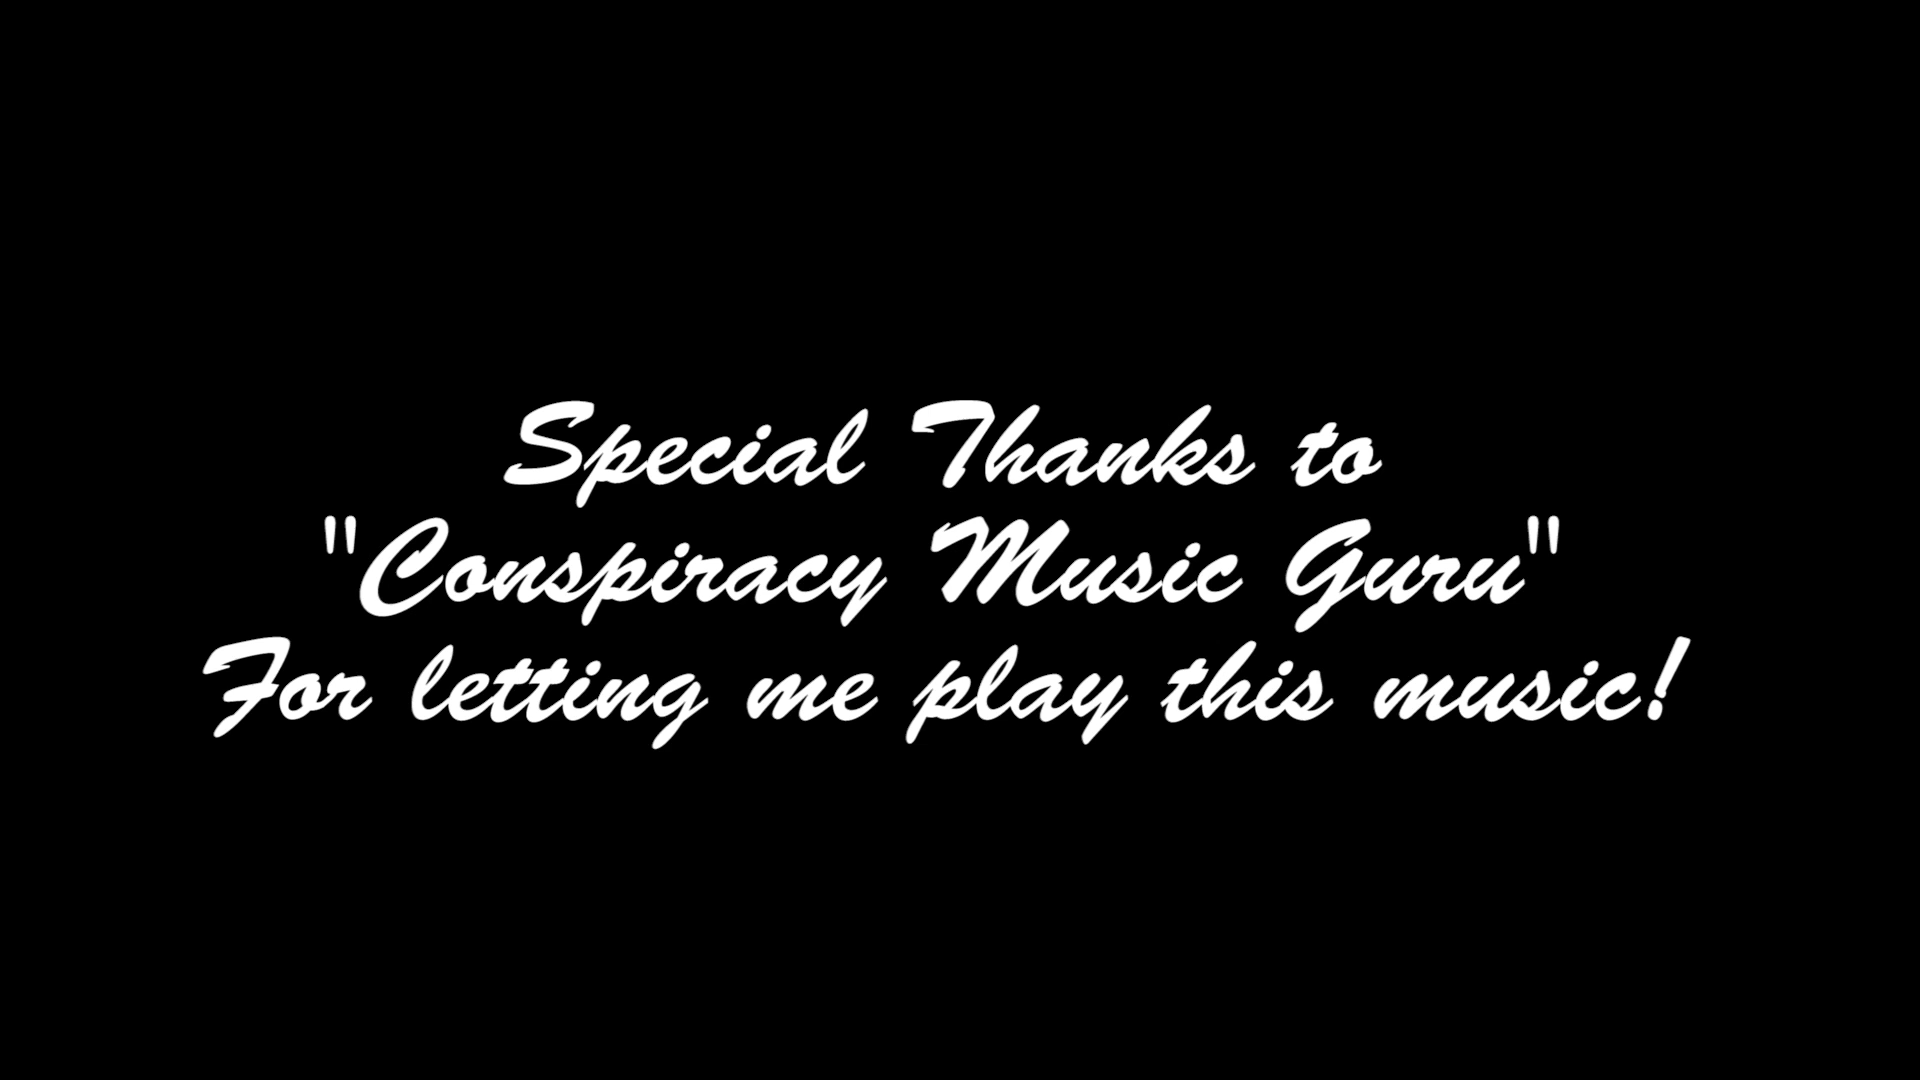 Special Thanks to
"Conspiracy Music Guru"
For letting me play this music!